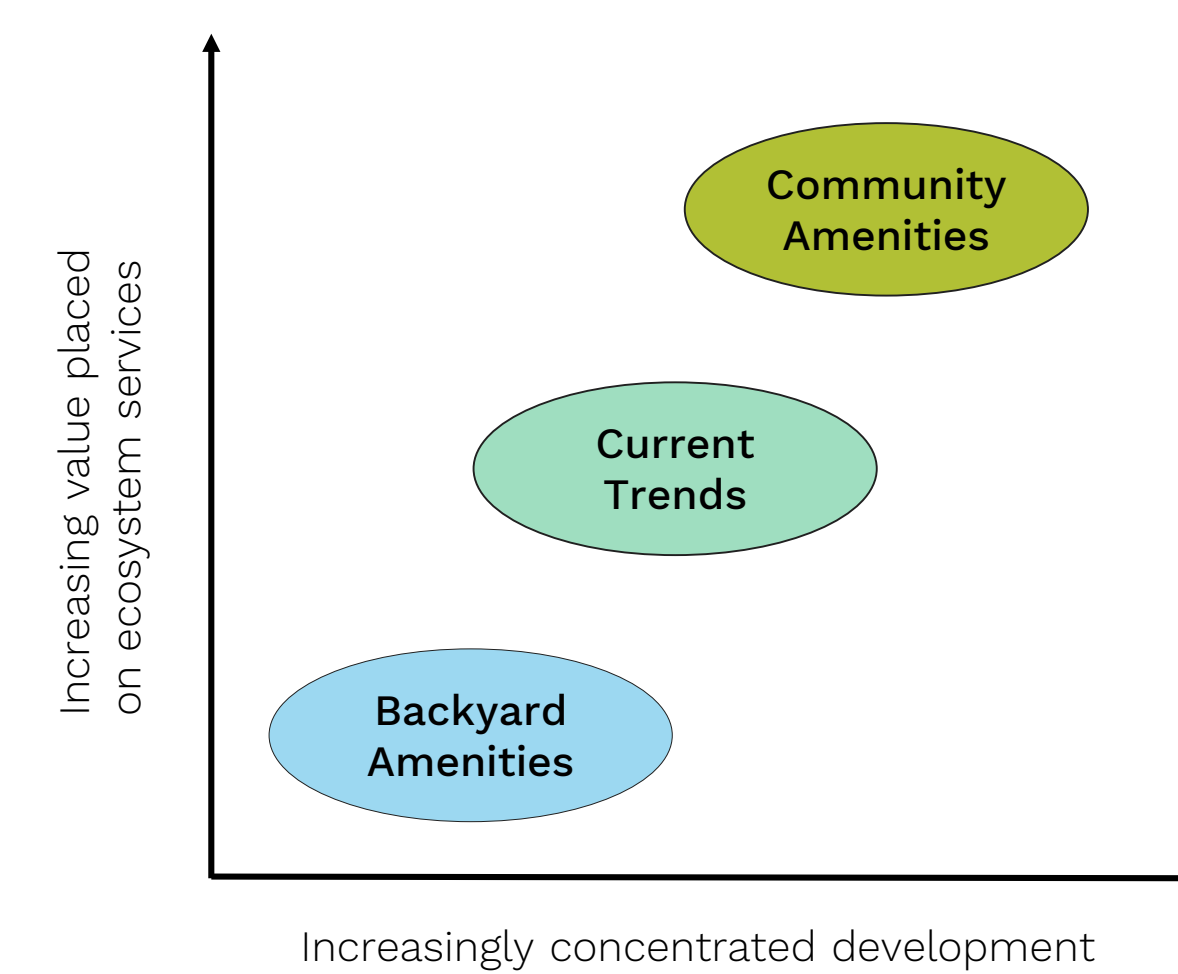 Increasing value placed
on ecosystem services
Community
Amenities
Current
Trends
Backyard
Amenities
Increasingly concentrated development